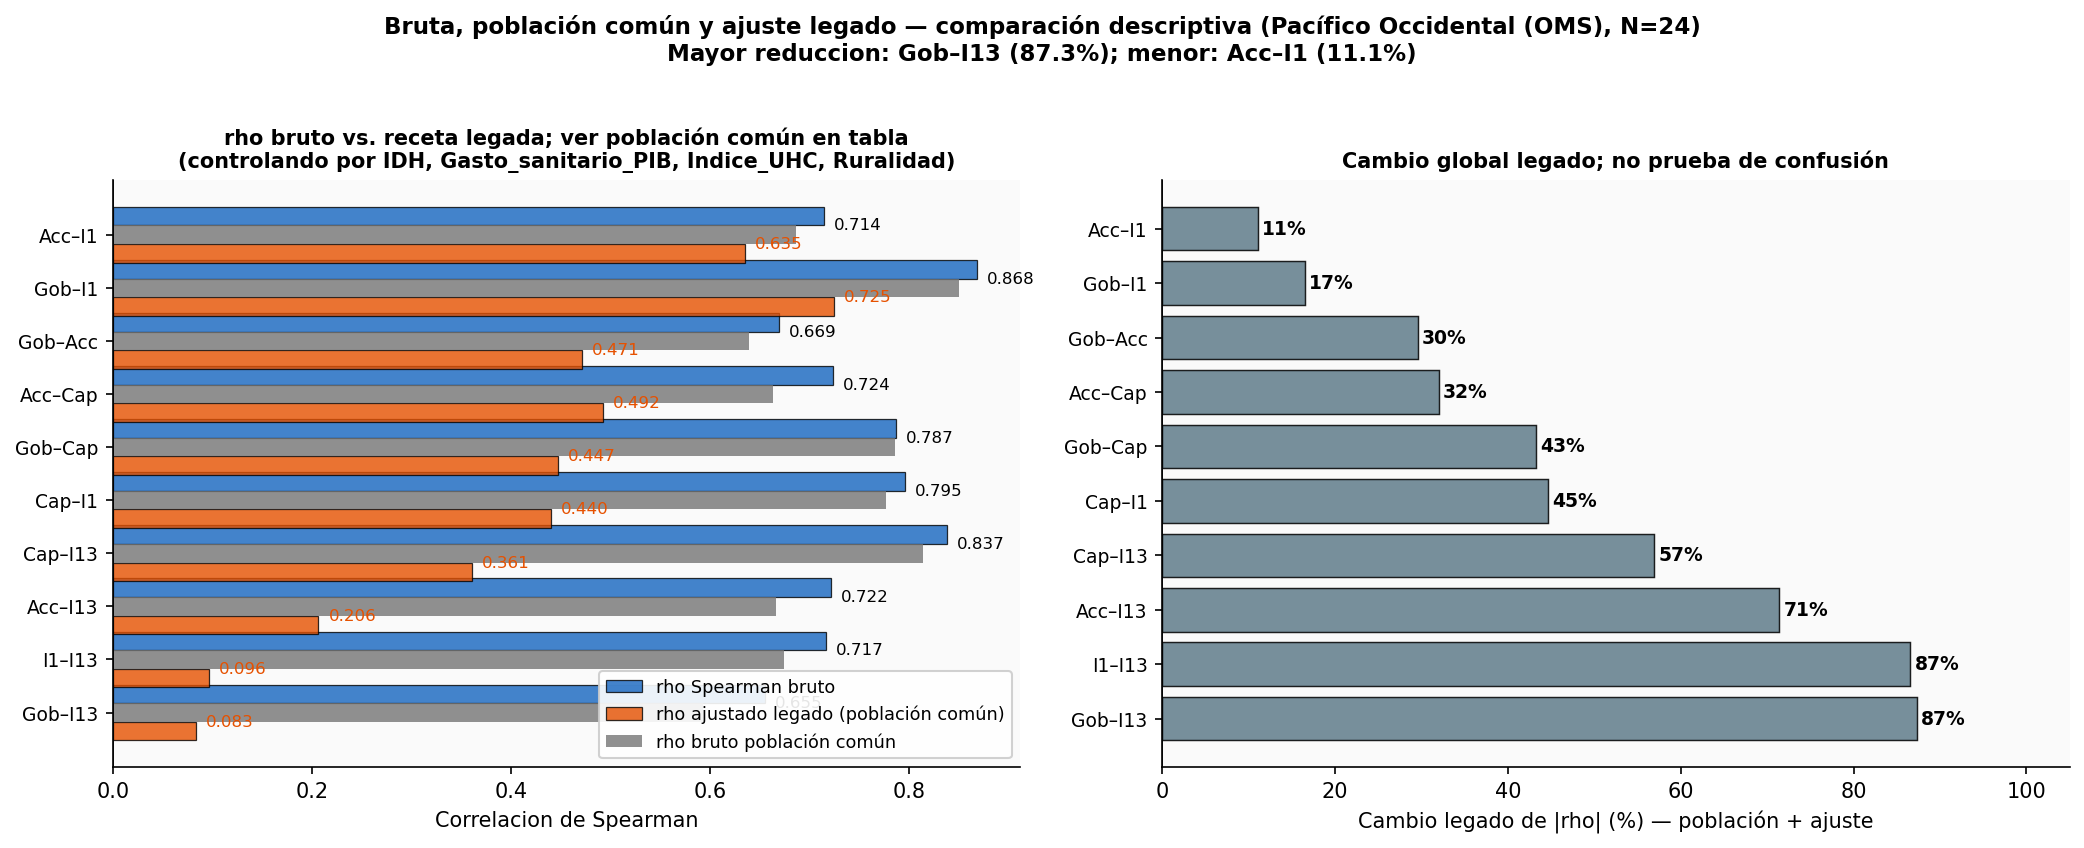 Bruta, población común y ajuste legado — comparación descriptiva (Pacífico Occidental (OMS), N=24)
Mayor reduccion: Gob–I13 (87.3%); menor: Acc–I1 (11.1%)
rho bruto vs. receta legada; ver población común en tabla
(controlando por IDH, Gasto_sanitario_PIB, Indice_UHC, Ruralidad)
Acc–I1
Gob–I1
Gob–Acc
Acc–Cap
Gob–Cap
Cap–I1
Cap–I13
Acc–I13
I1–I13
Gob–I13
0.714
0.635
0.868
0.725
0.669
0.471
0.724
0.492
0.787
0.447
0.795
0.440
0.837
0.361
0.722
0.206
0.717
0.096
0.655
0.083
rho Spearman bruto
rho ajustado legado (población común)
rho bruto población común
0.0 0.2 0.4 0.6 0.8
Correlacion de Spearman
Cambio global legado; no prueba de confusión
Acc–I1 11%
Gob–I1 17%
Gob–Acc 30%
Acc–Cap 32%
Gob–Cap 43%
Cap–I1 45%
Cap–I13 57%
Acc–I13 71%
I1–I13 87%
Gob–I13 87%
0 20 40 60 80 100
Cambio legado de |rho| (%) — población + ajuste